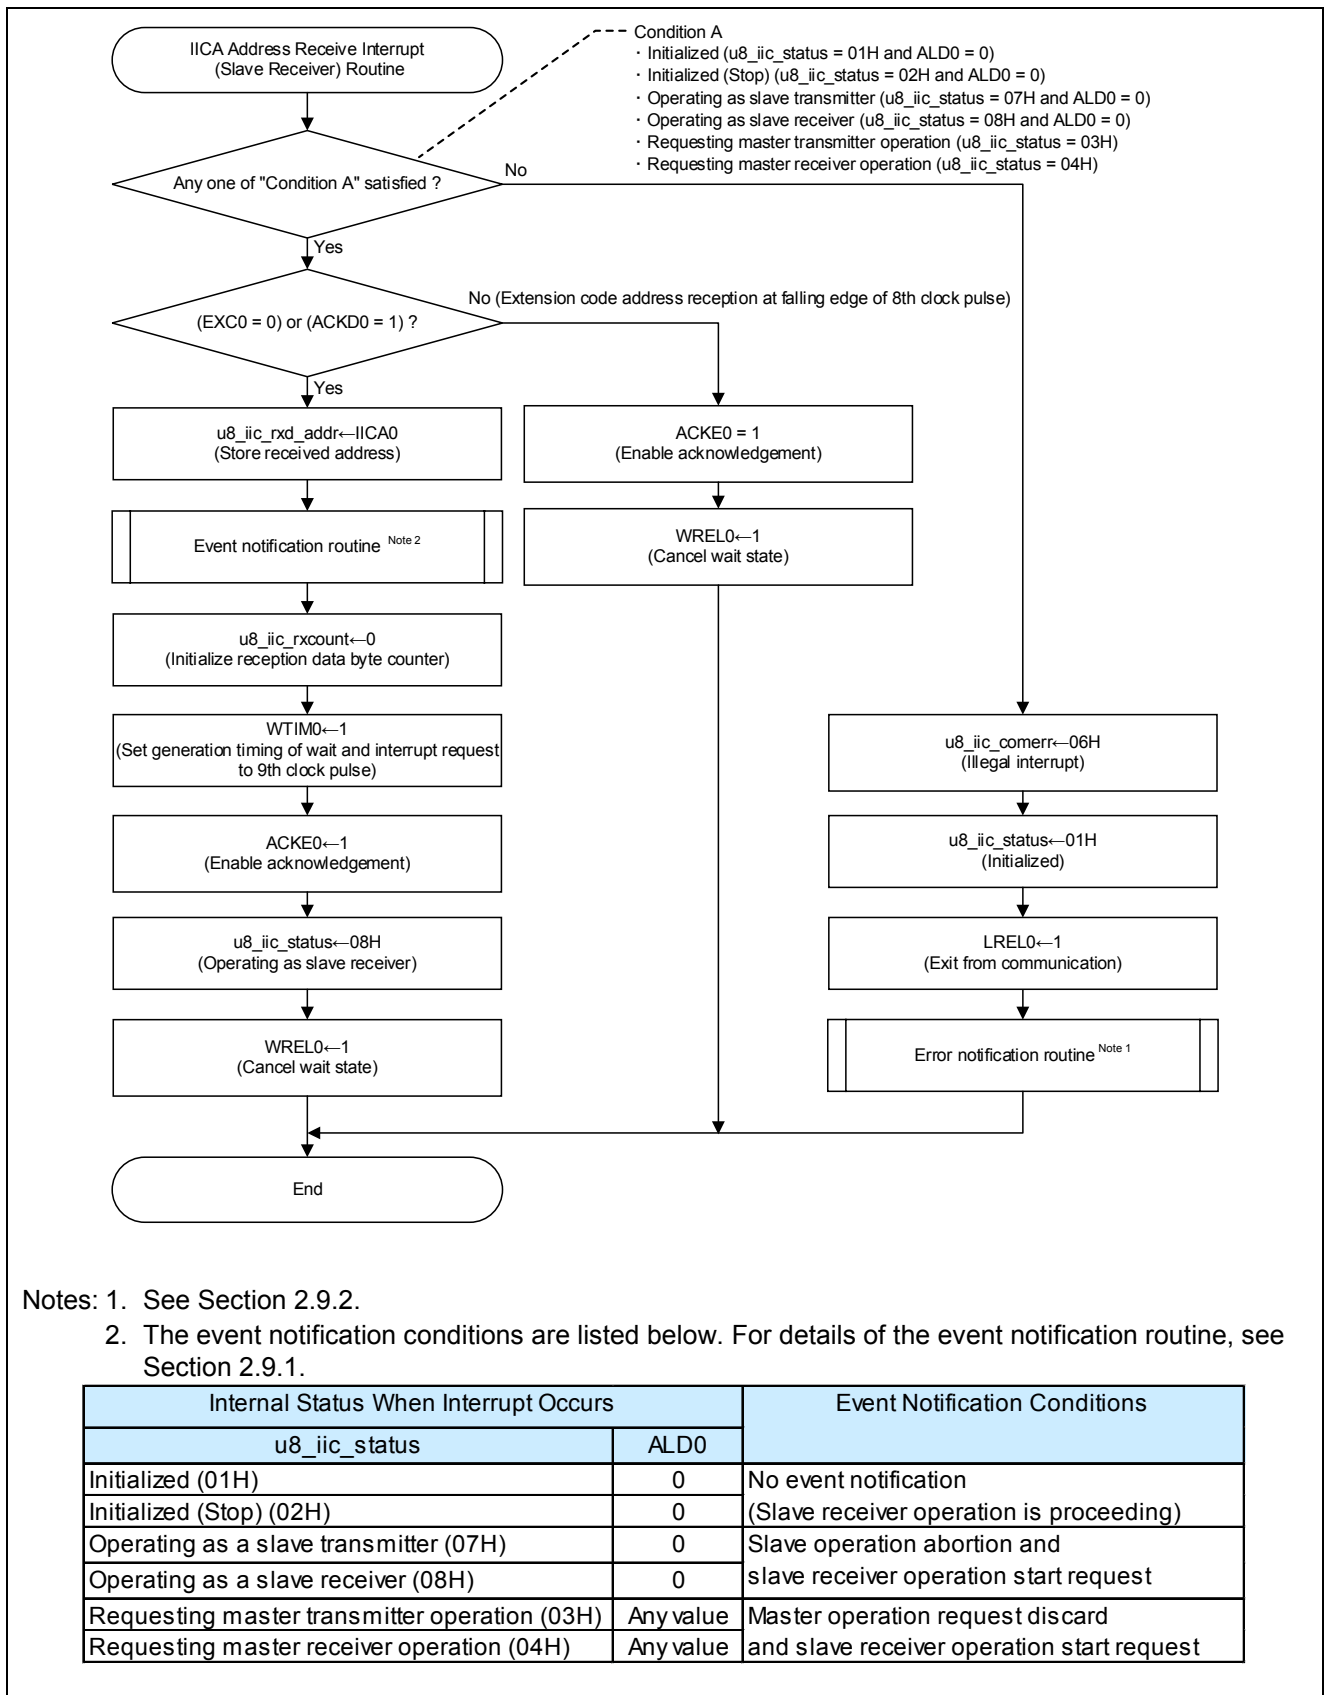 IICA Address Receive Interrupt
(Slave Receiver) Routine
Condition A
・Initialized (u8_iic_status = 01H and ALD0 = 0)
・Initialized (Stop) (u8_iic_status = 02H and ALD0 = 0)
・Operating as slave transmitter (u8_iic_status = 07H and ALD0 = 0)
・Operating as slave receiver (u8_iic_status = 08H and ALD0 = 0)
・Requesting master transmitter operation (u8_iic_status = 03H)
・Requesting master receiver operation (u8_iic_status = 04H)
Any one of "Condition A" satisfied ?
No
Yes
(EXC0 = 0) or (ACKD0 = 1) ?
No (Extension code address reception at falling edge of 8th clock pulse)
Yes
u8_iic_rxd_addr←IICA0
(Store received address)
Event notification routine Note 2
u8_iic_rxcount←0
(Initialize reception data byte counter)
WTIM0←1
(Set generation timing of wait and interrupt request
to 9th clock pulse)
ACKE0←1
(Enable acknowledgement)
u8_iic_status←08H
(Operating as slave receiver)
WREL0←1
(Cancel wait state)
ACKE0 = 1
(Enable acknowledgement)
WREL0←1
(Cancel wait state)
u8_iic_comerr←06H
(Illegal interrupt)
u8_iic_status←01H
(Initialized)
LREL0←1
(Exit from communication)
Error notification routine Note 1
End
Notes: 1. See Section 2.9.2.
2. The event notification conditions are listed below. For details of the event notification routine, see
Section 2.9.1.
Internal Status When Interrupt Occurs Event Notification Conditions
u8_iic_status ALD0
Initialized (01H) 0 No event notification
Initialized (Stop) (02H) 0 (Slave receiver operation is proceeding)
Operating as a slave transmitter (07H) 0 Slave operation abortion and
Operating as a slave receiver (08H) 0 slave receiver operation start request
Requesting master transmitter operation (03H) Any value Master operation request discard
Requesting master receiver operation (04H) Any value and slave receiver operation start request